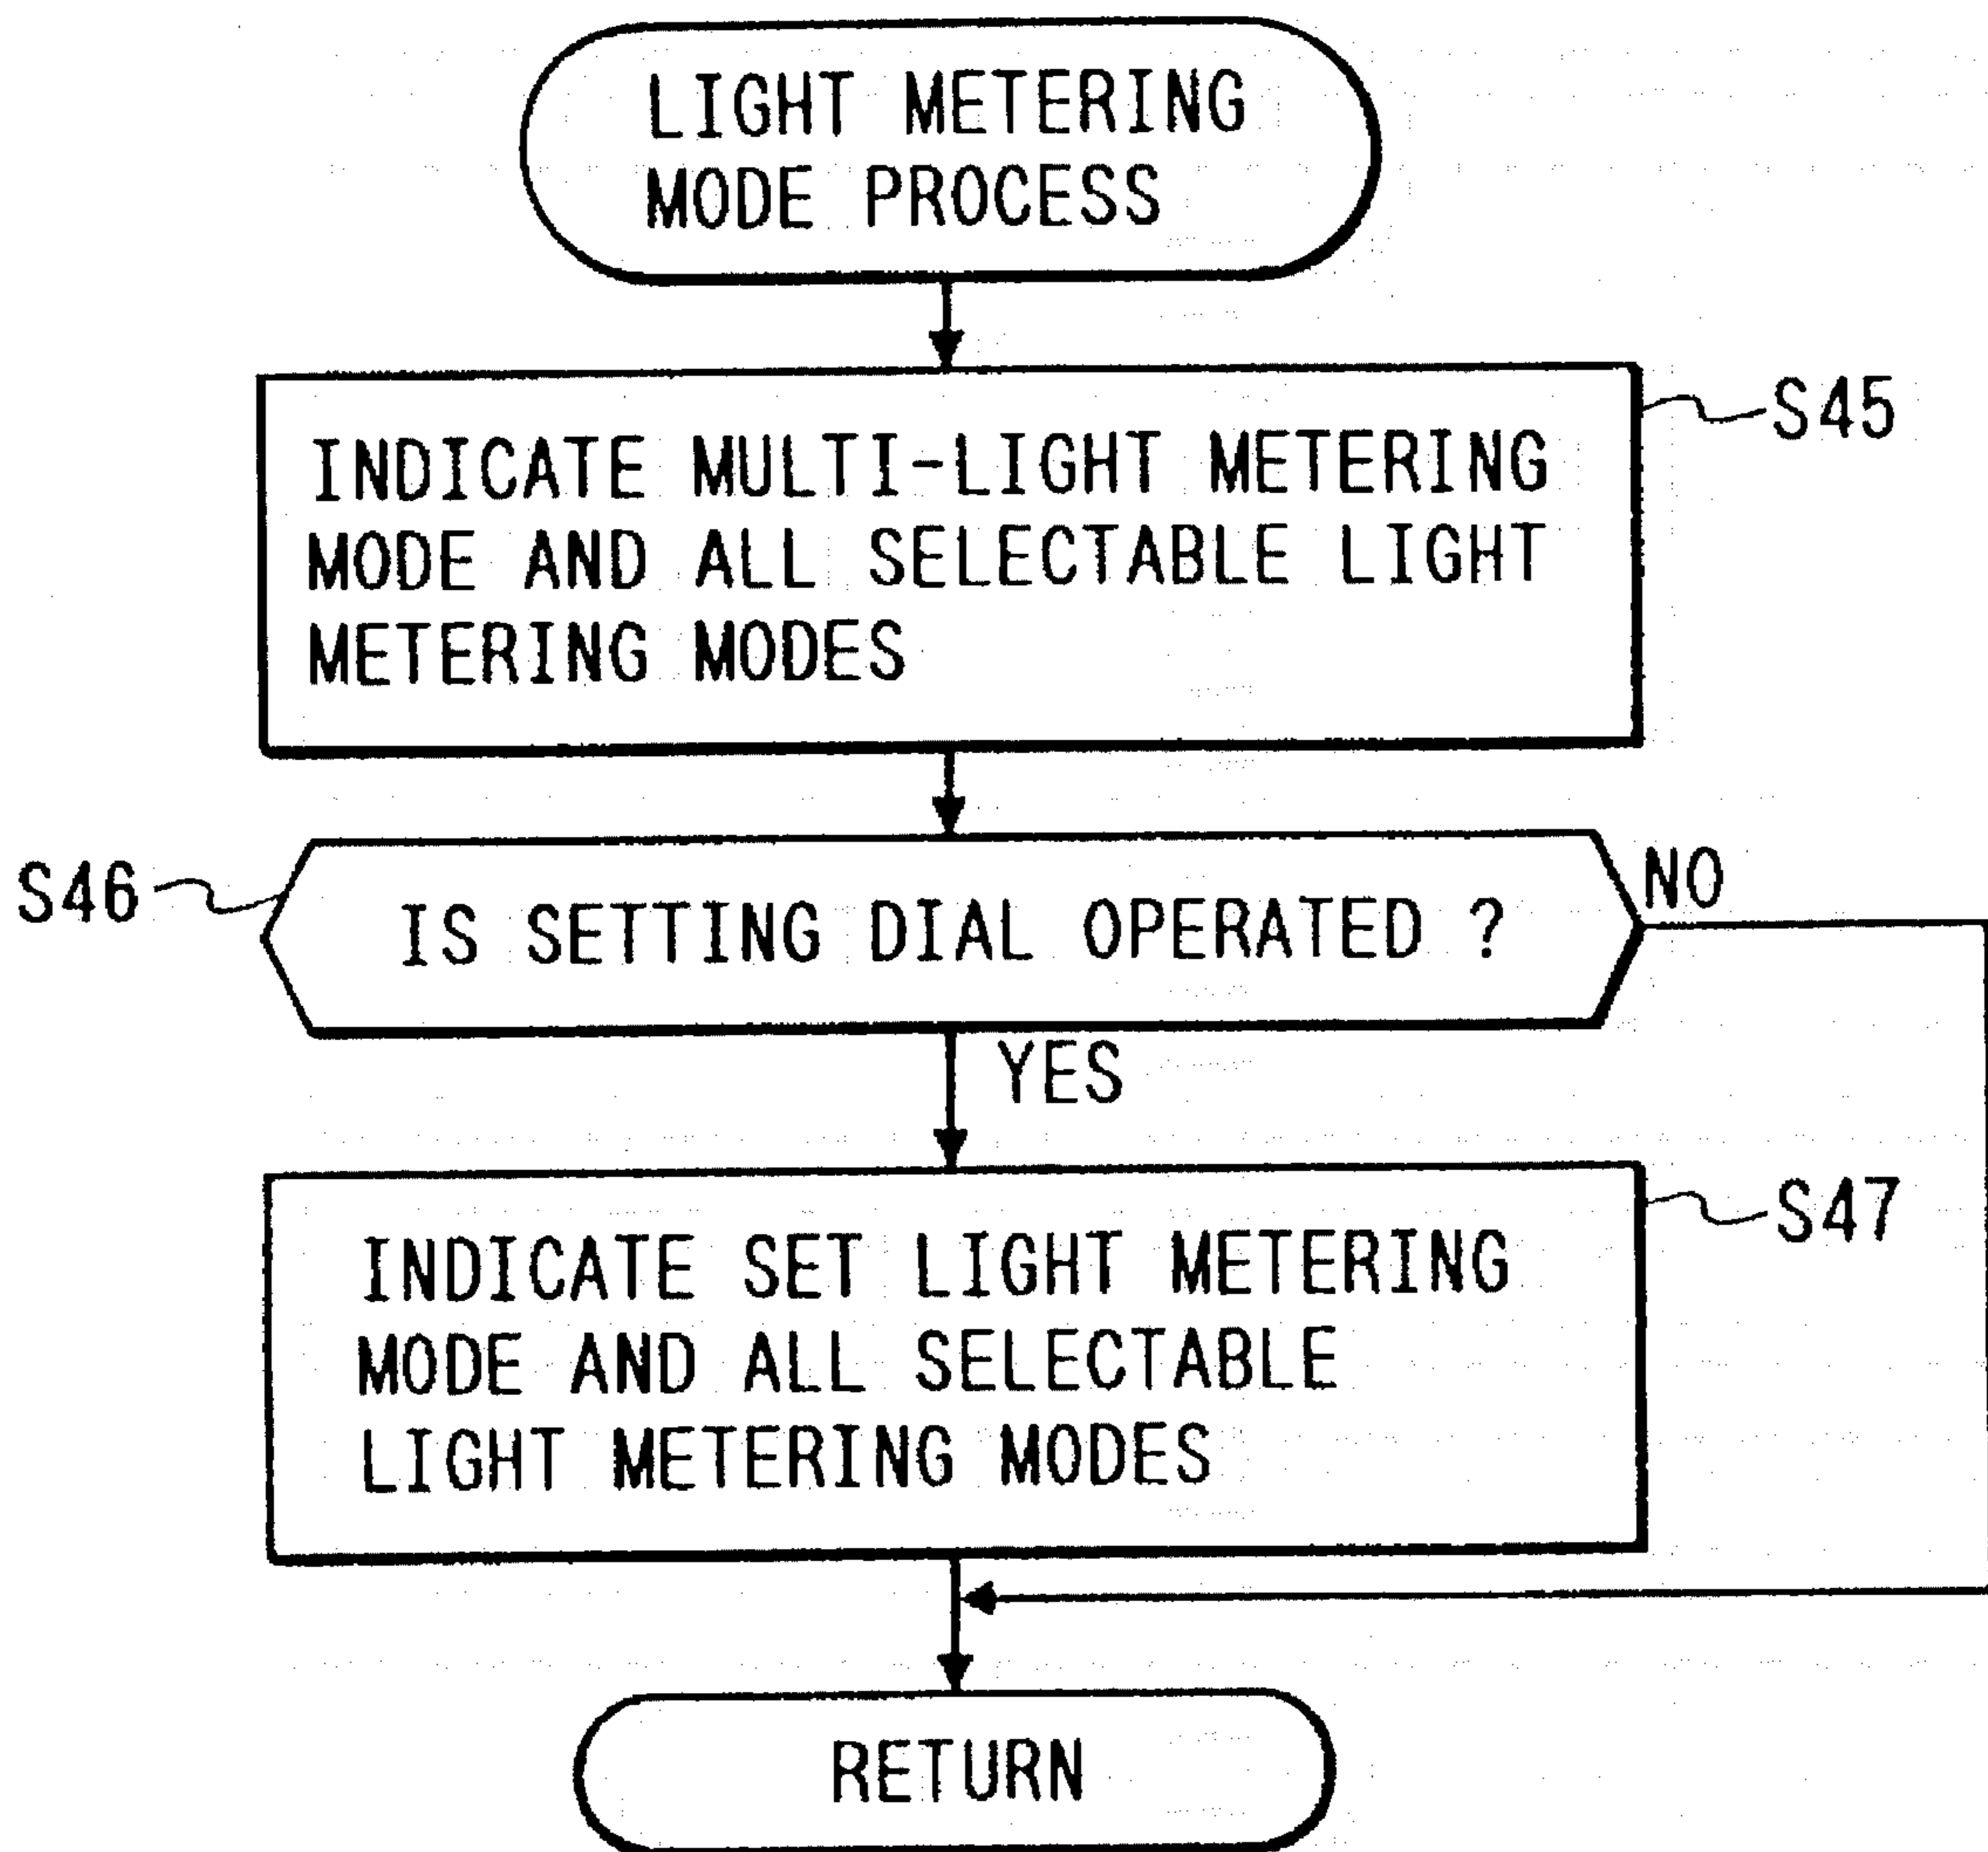 LIGHT METERING
MODE PROCESS
S45
INDICATE MULTI-LIGHT METERING
MODE AND ALL SELECTABLE LIGHT
METERING MODES
S46
IS SETTING DIAL OPERATED ?
NO
YES
S47
INDICATE SET LIGHT METERING
MODE AND ALL SELECTABLE
LIGHT METERING MODES
RETURN